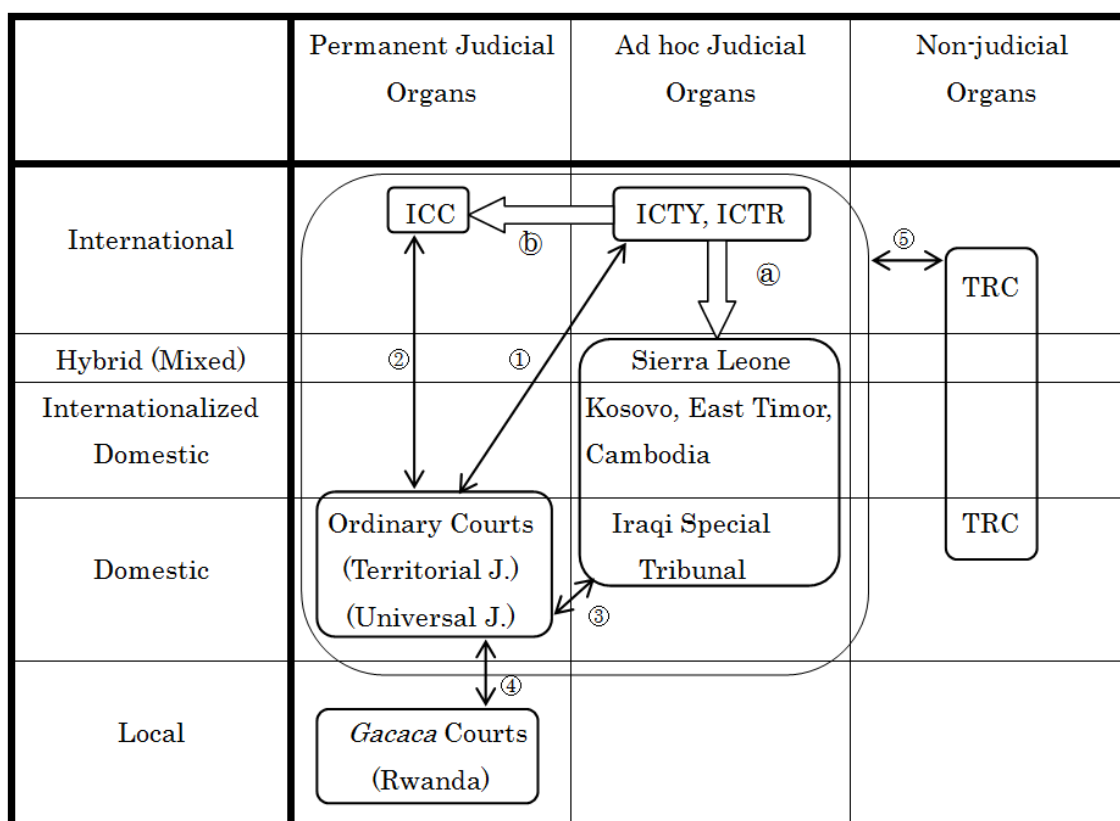 Permanent Judicial
Organs
Ad hoc Judicial
Organs
Non-judicial
Organs
International
ICC
ICTY, ICTR
ⓑ
ⓐ
⑤
TRC
Hybrid (Mixed)
②
①
Sierra Leone
Internationalized
Domestic
Kosovo, East Timor,
Cambodia
Domestic
Ordinary Courts
(Territorial J.)
(Universal J.)
Iraqi Special
Tribunal
③
TRC
Local
④
Gacaca Courts
(Rwanda)